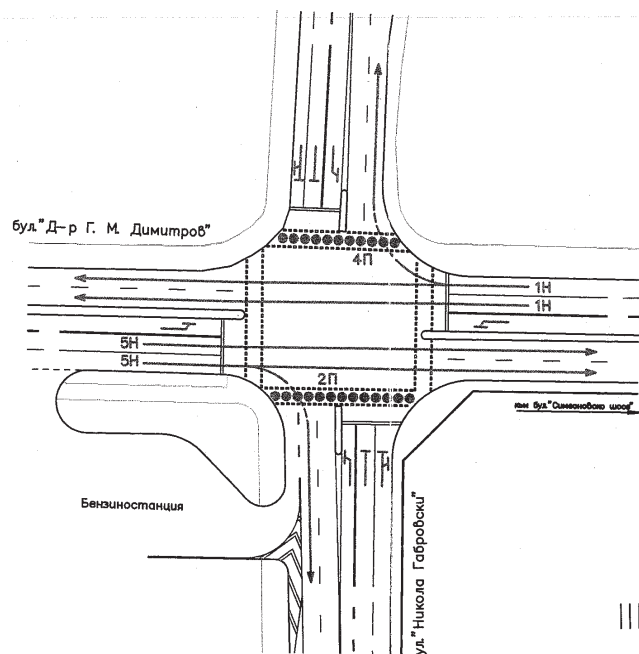 бул."Д-р Г. М. Димитров"
4П
1Н
1Н
5Н
5Н
2П
към бул."Симеоновско шосе"
Бензиностанция
ул."Никола Габровски"